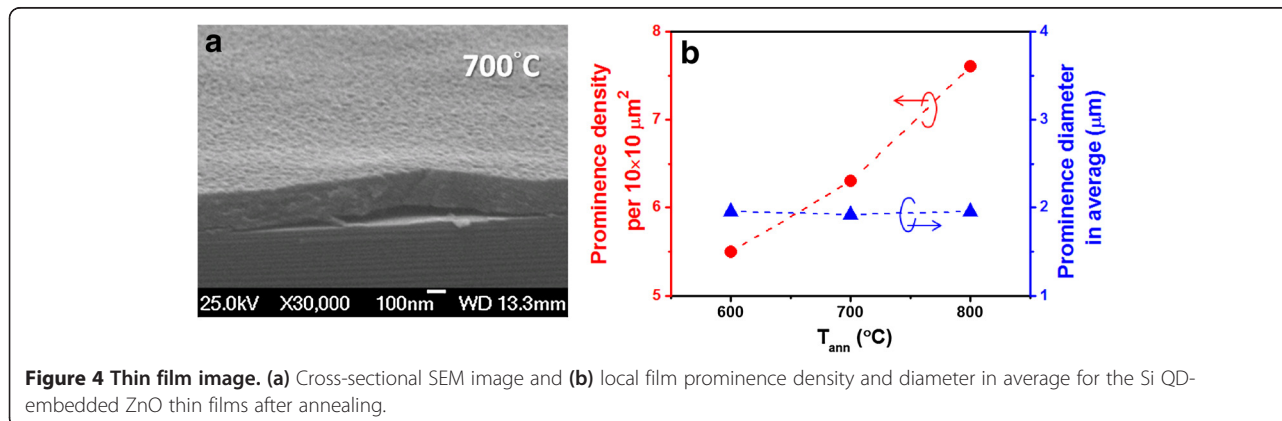 a
700°C
25.0kV X30,000 100nm WD 13.3mm
b
Prominence density
per 10×10 μm²
8
7
6
5
4
3
2
1
Prominence diameter
in average (μm)
600 700 800
T_ann (°C)
Figure 4 Thin film image. (a) Cross-sectional SEM image and (b) local film prominence density and diameter in average for the Si QD-
embedded ZnO thin films after annealing.